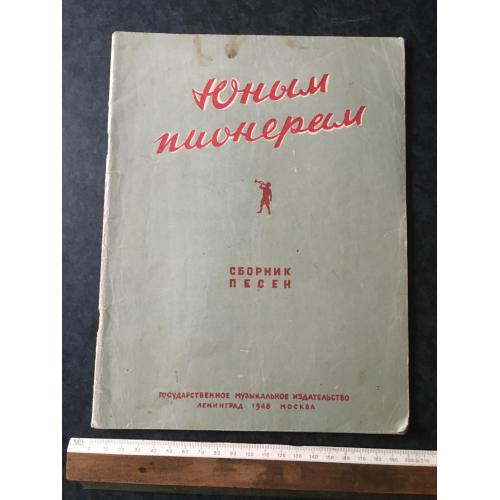 Юным
пионерам
СБОРНИК
ПЕСЕН
ГОСУДАРСТВЕННОЕ МУЗЫКАЛЬНОЕ ИЗДАТЕЛЬСТВО
ЛЕНИНГРАД 1948 МОСКВА